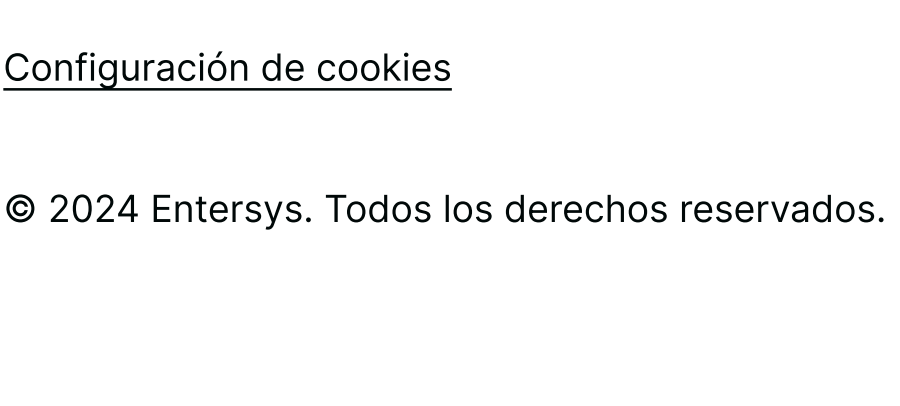 Configuración de cookies
© 2024 Entersys. Todos los derechos reservados.